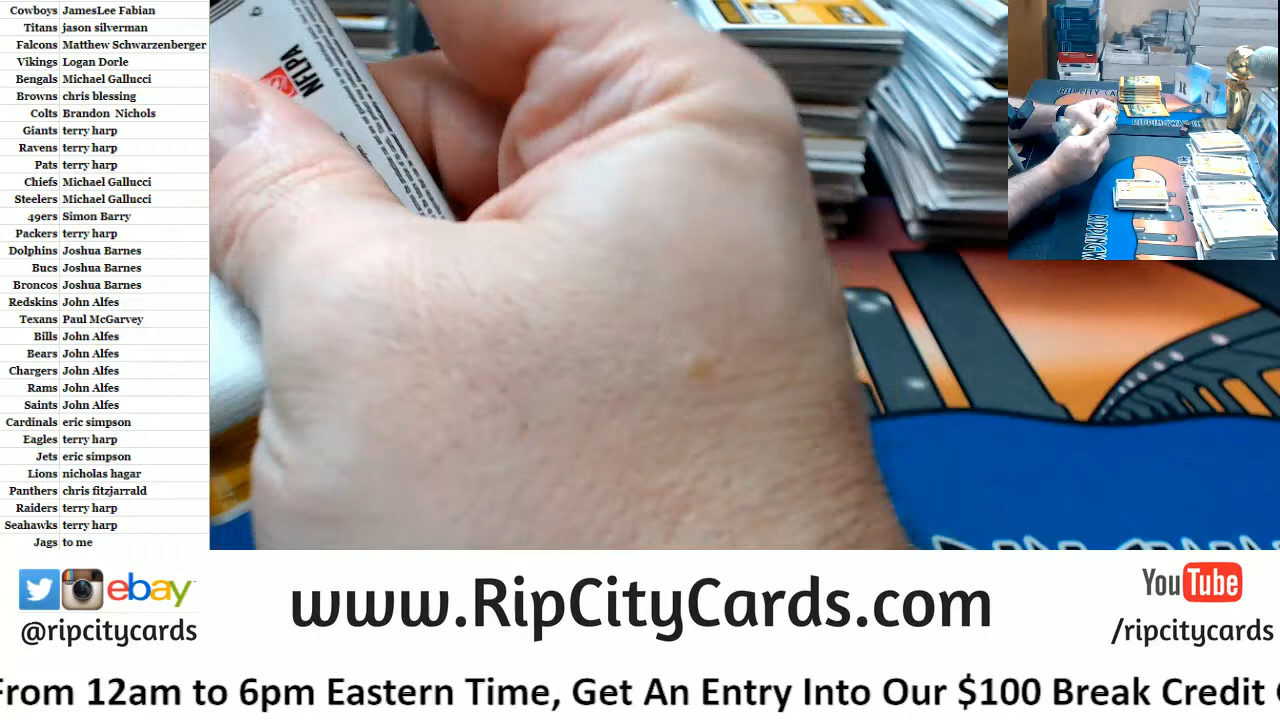 Cowboys JamesLee Fabian
Titans jason silverman
Falcons Matthew Schwarzenberger
Vikings Logan Dorle
Bengals Michael Gallucci
Browns chris blessing
Colts Brandon Nichols
Giants terry harp
Ravens terry harp
Pats terry harp
Chiefs Michael Gallucci
Steelers Michael Gallucci
49ers Simon Barry
Packers terry harp
Dolphins Joshua Barnes
Bucs Joshua Barnes
Broncos Joshua Barnes
Redskins John Alfes
Texans Paul McGarvey
Bills John Alfes
Bears John Alfes
Chargers John Alfes
Rams John Alfes
Saints John Alfes
Cardinals eric simpson
Eagles terry harp
Jets eric simpson
Lions nicholas hagar
Panthers chris fitzjarrald
Raiders terry harp
Seahawks terry harp
Jags to me
NFLPA
RIP CITY
ebay
@ripcitycards
www.RipCityCards.com
YouTube
/ripcitycards
From 12am to 6pm Eastern Time, Get An Entry Into Our $100 Break Credit